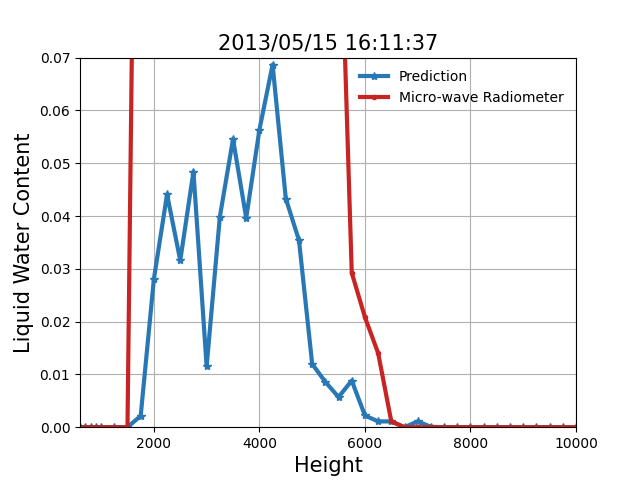 2013/05/15 16:11:37
Prediction
Micro-wave Radiometer
Liquid Water Content
0.07
0.06
0.05
0.04
0.03
0.02
0.01
0.00
2000 4000 6000 8000 10000
Height